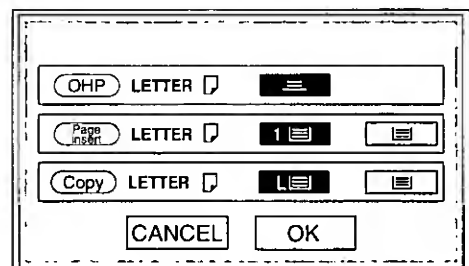 OHP LETTER
Page insert LETTER 1
Copy LETTER L
CANCEL OK